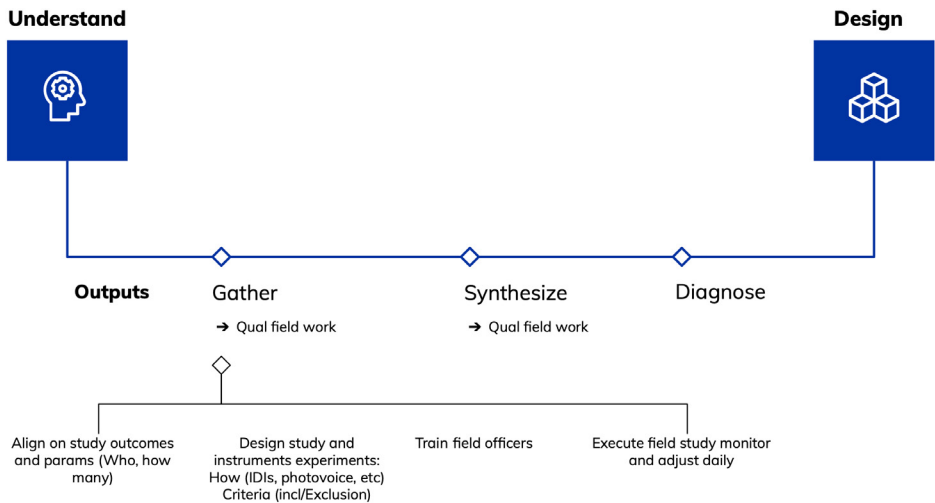 Understand
Design
Outputs
Gather
Synthesize
Diagnose
➔ Qual field work
➔ Qual field work
Align on study outcomes
and params (Who, how
many)
Design study and
instruments experiments:
How (IDIs, photovoice, etc)
Criteria (incl/Exclusion)
Train field officers
Execute field study monitor
and adjust daily